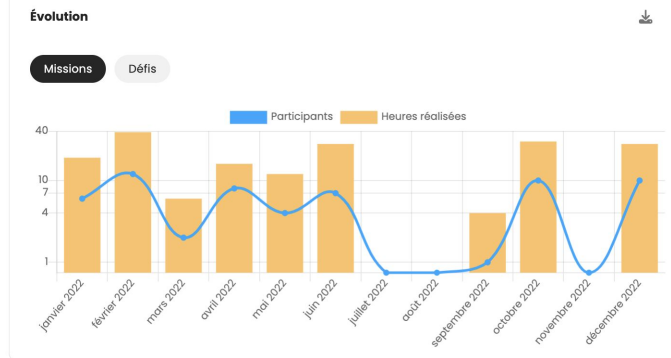 Évolution
Missions Défis
Participants Heures réalisées
40
10
7
4
1
janvier 2022 février 2022 mars 2022 avril 2022 mai 2022 juin 2022 juillet 2022 août 2022 septembre 2022 octobre 2022 novembre 2022 décembre 2022